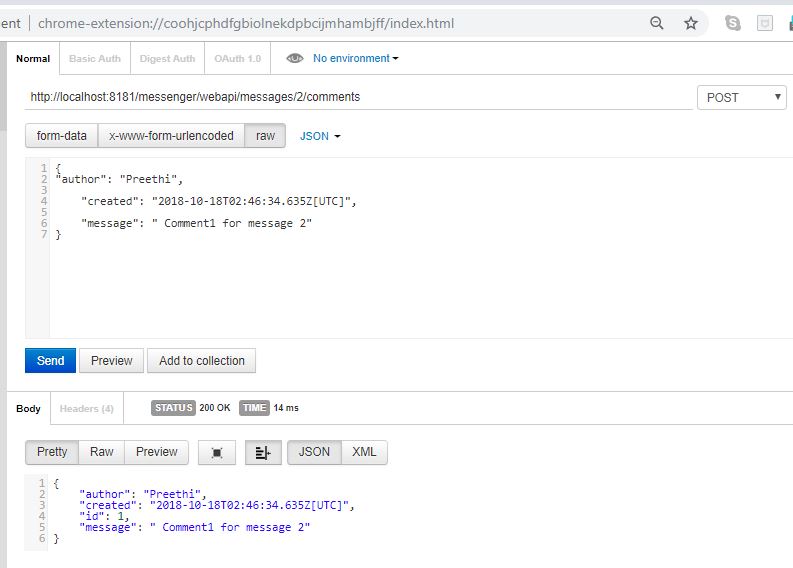 ent chrome-extension://coohjcphdfgbiolnekdpbcijmhambjff/index.html
Normal Basic Auth Digest Auth OAuth 1.0 No environment
http://localhost:8181/messenger/webapi/messages/2/comments POST
form-data x-www-form-urlencoded raw JSON
1 {
2 "author": "Preethi",
3
4 "created": "2018-10-18T02:46:34.635Z[UTC]",
5
6 "message": " Comment1 for message 2"
7 }
Send Preview Add to collection
Body Headers (4) STATUS 200 OK TIME 14 ms
Pretty Raw Preview JSON XML
1 {
2 "author": "Preethi",
3 "created": "2018-10-18T02:46:34.635Z[UTC]",
4 "id": 1,
5 "message": " Comment1 for message 2"
6 }